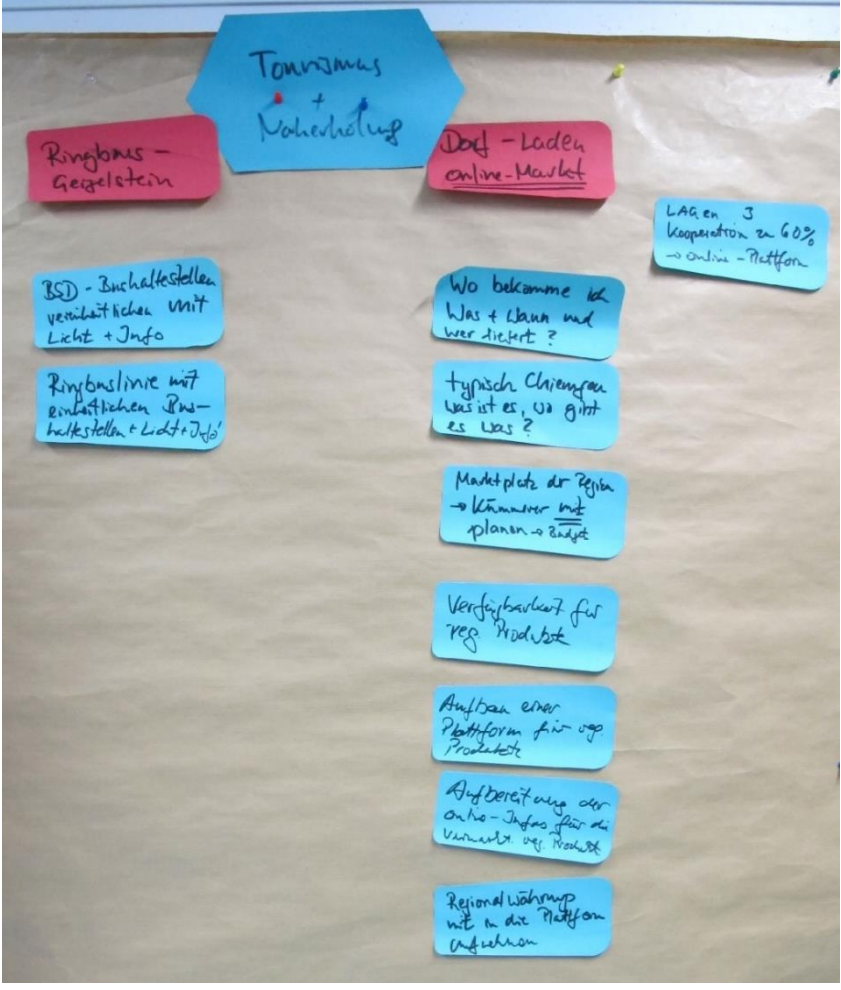 Tourismus
+
Naherholung
Ringbus -
Geigelstein
BSD - Bushaltestellen
vereinheitlichen mit
Licht + Info
Ringbuslinie mit
einheitlichen Bus-
haltestellen + Licht + Info
Dorf - Laden
online-Markt
Wo bekomme ich
Was + Wann und
wer liefert ?
typisch Chiemgau
was ist es, wo gibt
es was ?
Marktplatz der Region
→ Kümmerer mit
planen → Budget
Verfügbarkeit für
reg. Produkte
Aufbau einer
Plattform für reg.
Produkte
Aufbereitung der
online-Infos für die
Vermarkt. reg. Produkte
Regionalwährung
mit in die Plattform
aufnehmen
LAGen 3
Kooperation zu 60%
→ online-Plattform